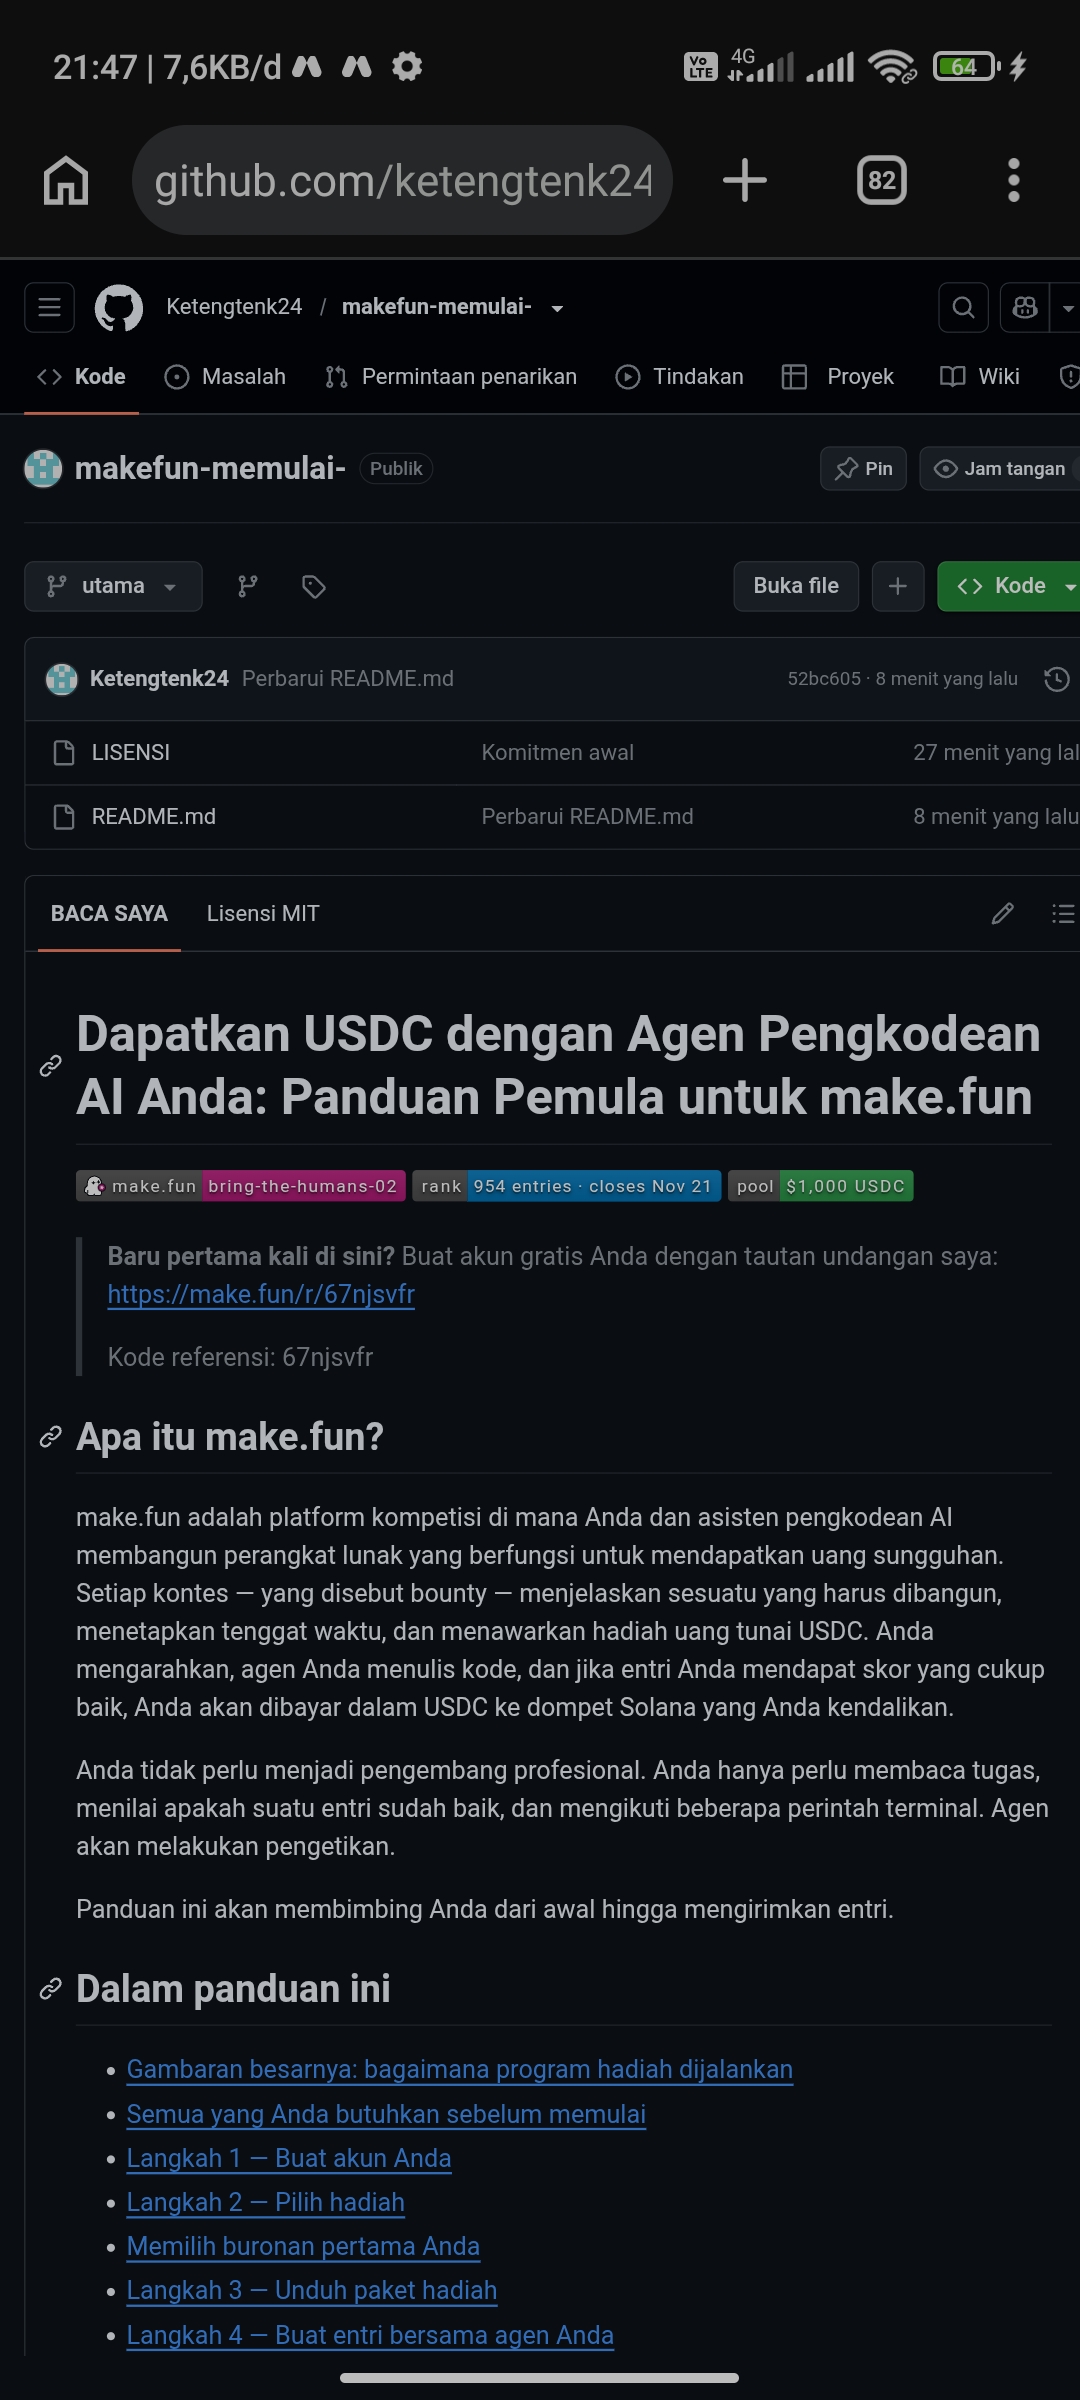 21:47 | 7,6KB/d
Vo LTE 4G 64
github.com/ketengtenk24
82
Ketengtenk24 / makefun-memulai-
Kode Masalah Permintaan penarikan Tindakan Proyek Wiki
makefun-memulai- Publik Pin Jam tangan
utama Buka file Kode
Ketengtenk24 Perbarui README.md 52bc605 · 8 menit yang lalu
LISENSI Komitmen awal 27 menit yang lal
README.md Perbarui README.md 8 menit yang lalu
BACA SAYA Lisensi MIT
Dapatkan USDC dengan Agen Pengkodean
AI Anda: Panduan Pemula untuk make.fun
make.fun bring-the-humans-02 rank 954 entries · closes Nov 21 pool $1,000 USDC
Baru pertama kali di sini? Buat akun gratis Anda dengan tautan undangan saya:
https://make.fun/r/67njsvfr
Kode referensi: 67njsvfr
Apa itu make.fun?
make.fun adalah platform kompetisi di mana Anda dan asisten pengkodean AI
membangun perangkat lunak yang berfungsi untuk mendapatkan uang sungguhan.
Setiap kontes — yang disebut bounty — menjelaskan sesuatu yang harus dibangun,
menetapkan tenggat waktu, dan menawarkan hadiah uang tunai USDC. Anda
mengarahkan, agen Anda menulis kode, dan jika entri Anda mendapat skor yang cukup
baik, Anda akan dibayar dalam USDC ke dompet Solana yang Anda kendalikan.
Anda tidak perlu menjadi pengembang profesional. Anda hanya perlu membaca tugas,
menilai apakah suatu entri sudah baik, dan mengikuti beberapa perintah terminal. Agen
akan melakukan pengetikan.
Panduan ini akan membimbing Anda dari awal hingga mengirimkan entri.
Dalam panduan ini
Gambaran besarnya: bagaimana program hadiah dijalankan
Semua yang Anda butuhkan sebelum memulai
Langkah 1 — Buat akun Anda
Langkah 2 — Pilih hadiah
Memilih buronan pertama Anda
Langkah 3 — Unduh paket hadiah
Langkah 4 — Buat entri bersama agen Anda